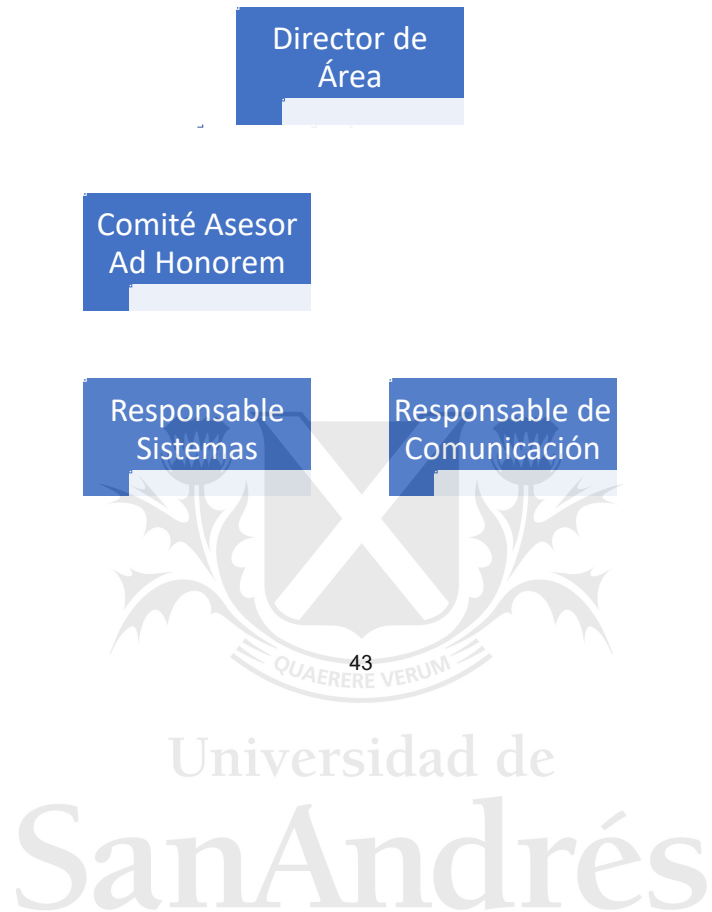 Director de
Área
Comité Asesor
Ad Honorem
Responsable
Sistemas
Responsable de
Comunicación
43
QUAERERE VERUM
Universidad de
SanAndrés